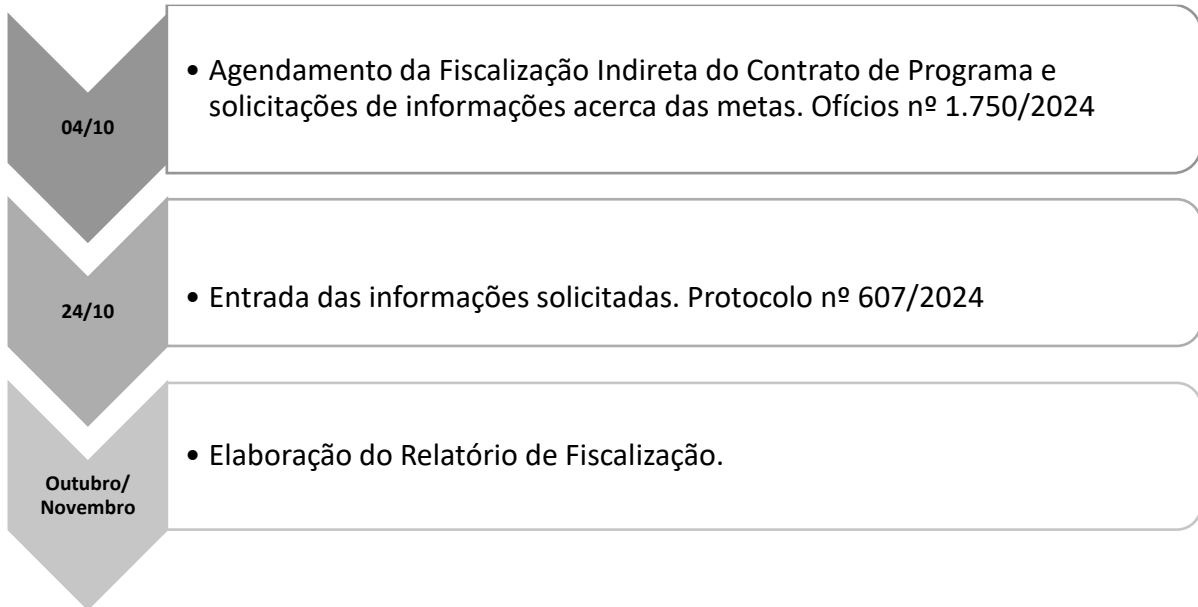 04/10
• Agendamento da Fiscalização Indireta do Contrato de Programa e
solicitações de informações acerca das metas. Ofícios nº 1.750/2024
24/10
• Entrada das informações solicitadas. Protocolo nº 607/2024
Outubro/
Novembro
• Elaboração do Relatório de Fiscalização.